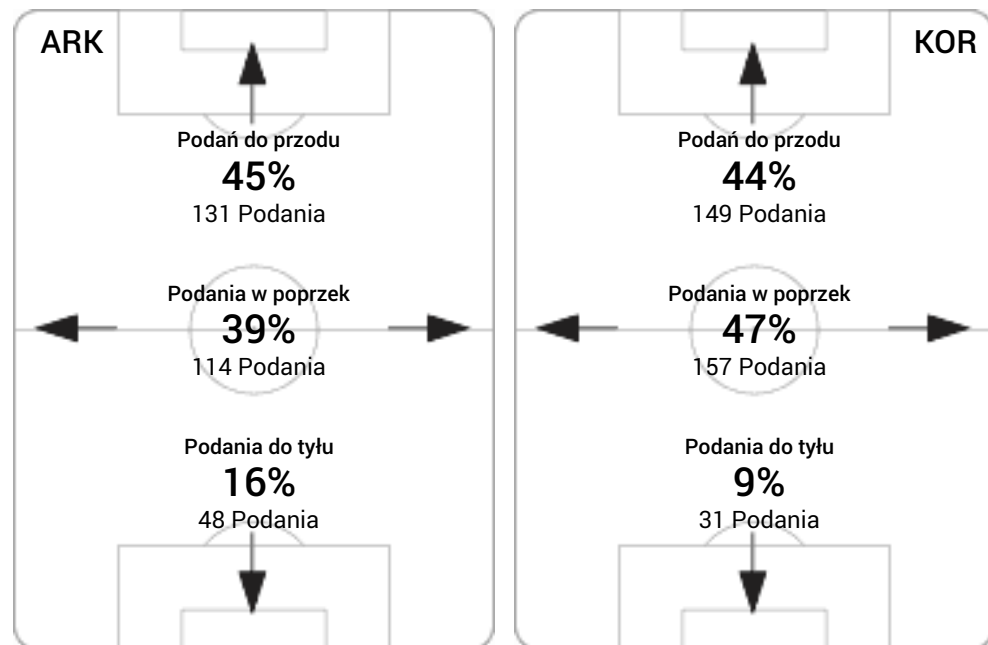 ARK
Podań do przodu
45%
131 Podania
Podania w poprzek
39%
114 Podania
Podania do tyłu
16%
48 Podania
KOR
Podań do przodu
44%
149 Podania
Podania w poprzek
47%
157 Podania
Podania do tyłu
9%
31 Podania